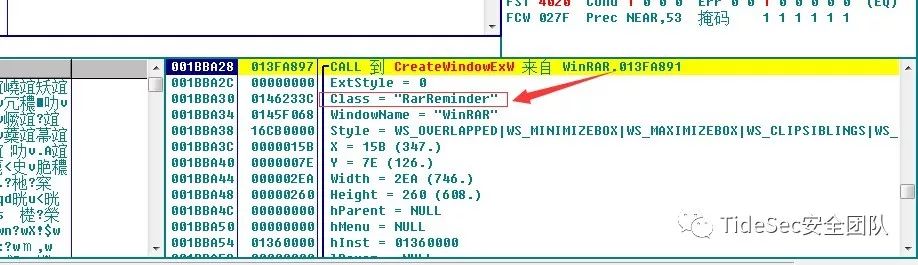 FST 4020 Cond 1 0 0 0 Err 0 0 1 0 0 0 0 0 (EQ)
FCW 027F Prec NEAR,53 掩码 1 1 1 1 1 1
001BBA28 013FA897 CALL 到 CreateWindowExW 来自 WinRAR.013FA891
001BBA2C 00000000 ExtStyle = 0
001BBA30 0146233C Class = "RarReminder"
001BBA34 0145F068 WindowName = "WinRAR"
001BBA38 16CB0000 Style = WS_OVERLAPPED|WS_MINIMIZEBOX|WS_MAXIMIZEBOX|WS_CLIPSIBLINGS|WS_
001BBA3C 0000015B X = 15B (347.)
001BBA40 0000007E Y = 7E (126.)
001BBA44 000002EA Width = 2EA (746.)
001BBA48 00000260 Height = 260 (608.)
001BBA4C 00000000 hParent = NULL
001BBA50 00000000 hMenu = NULL
001BBA54 01360000 hInst = 01360000
TideSec安全团队